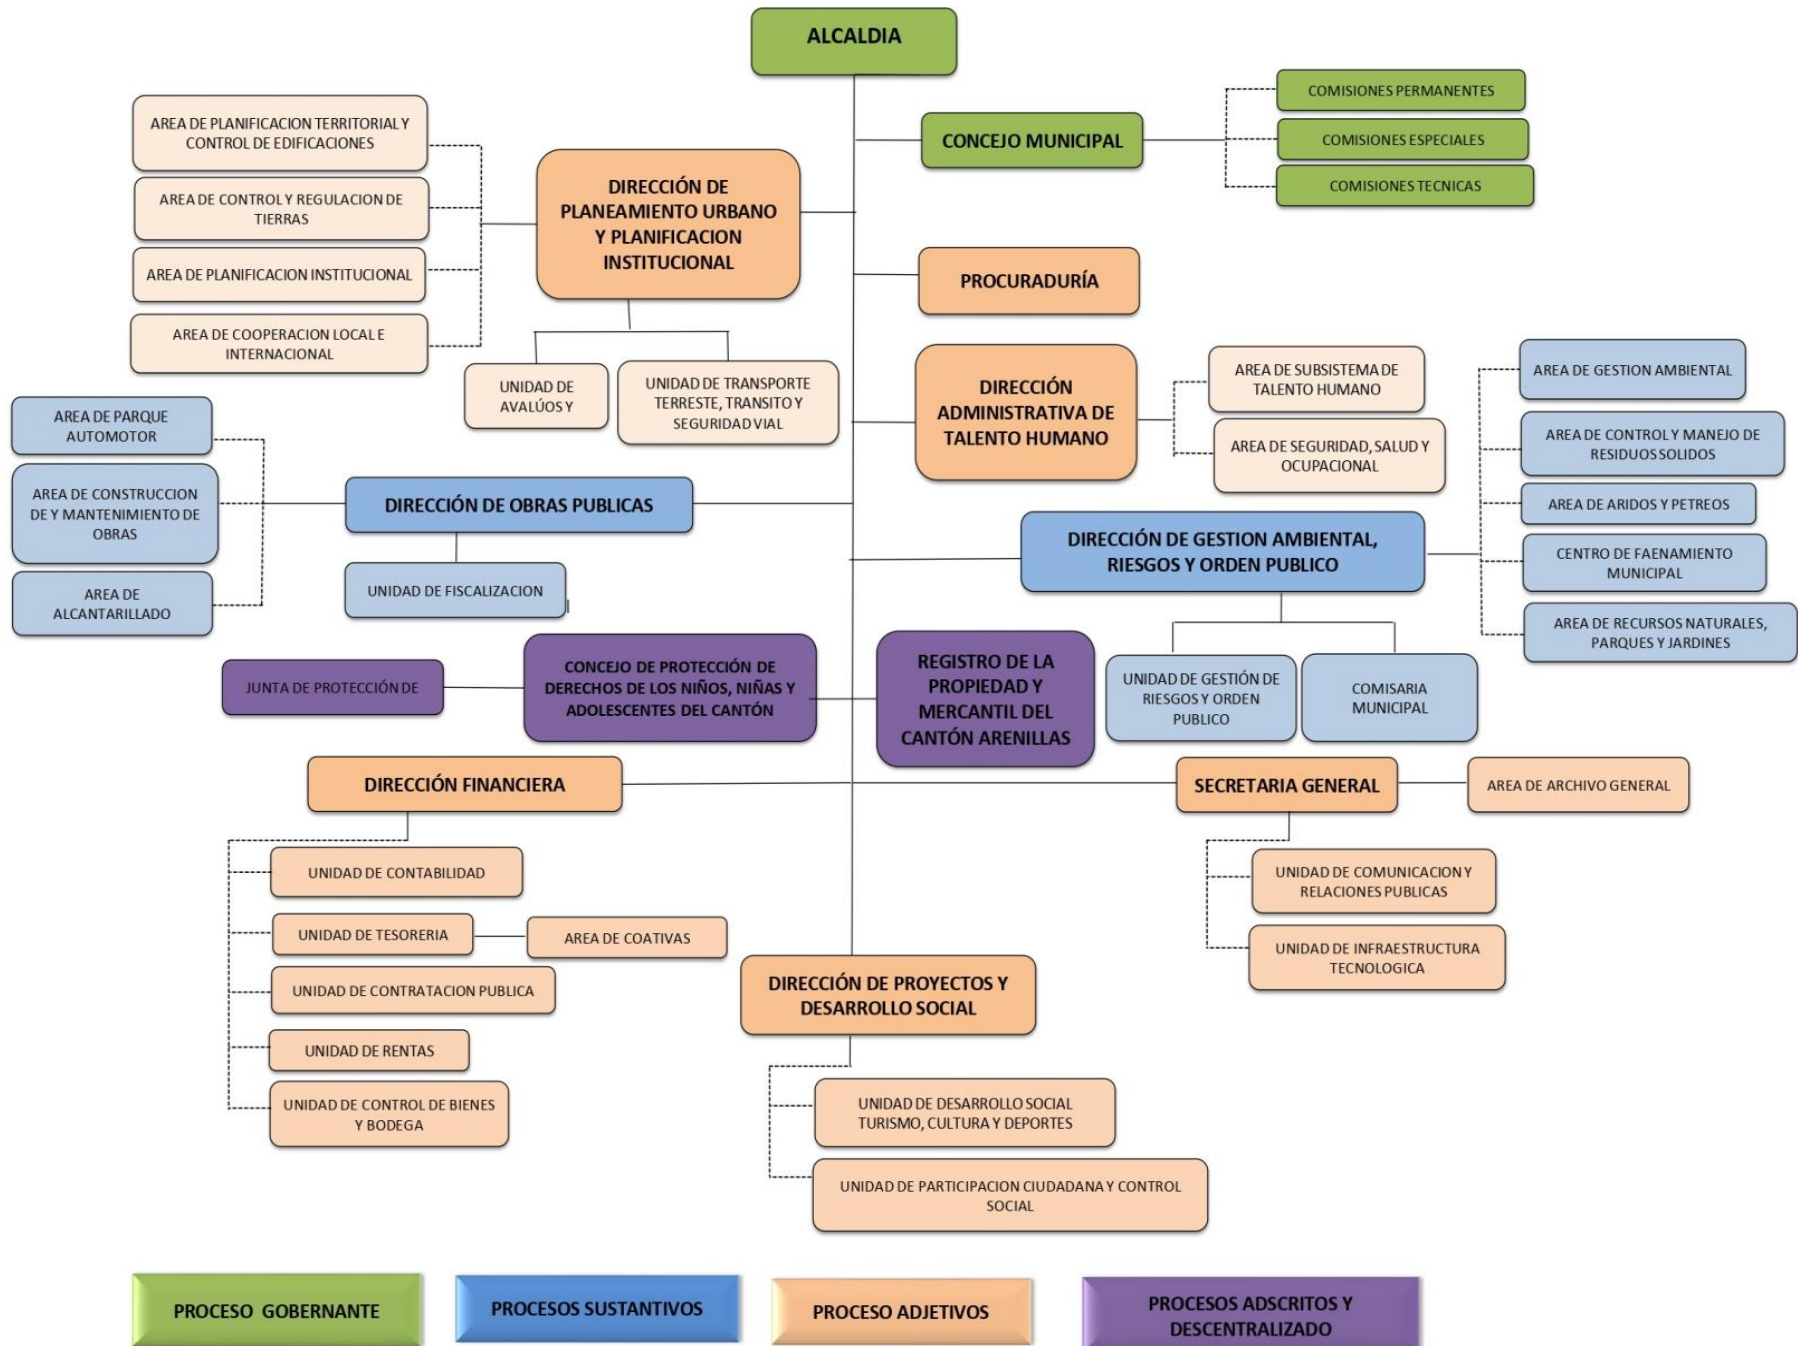 ALCALDIA
COMISIONES PERMANENTES
CONCEJO MUNICIPAL
COMISIONES ESPECIALES
COMISIONES TECNICAS
AREA DE PLANIFICACION TERRITORIAL Y
CONTROL DE EDIFICACIONES
AREA DE CONTROL Y REGULACION DE
TIERRAS
AREA DE PLANIFICACION INSTITUCIONAL
AREA DE COOPERACION LOCAL E
INTERNACIONAL
DIRECCIÓN DE
PLANEAMIENTO URBANO
Y PLANIFICACION
INSTITUCIONAL
UNIDAD DE
AVALÚOS Y
UNIDAD DE TRANSPORTE
TERRESTE, TRANSITO Y
SEGURIDAD VIAL
PROCURADURÍA
DIRECCIÓN
ADMINISTRATIVA DE
TALENTO HUMANO
AREA DE SUBSISTEMA DE
TALENTO HUMANO
AREA DE SEGURIDAD, SALUD Y
OCUPACIONAL
AREA DE GESTION AMBIENTAL
AREA DE CONTROL Y MANEJO DE
RESIDUOS SOLIDOS
AREA DE ARIDOS Y PETREOS
CENTRO DE FAENAMIENTO
MUNICIPAL
AREA DE RECURSOS NATURALES,
PARQUES Y JARDINES
AREA DE PARQUE
AUTOMOTOR
AREA DE CONSTRUCCION
DE Y MANTENIMIENTO DE
OBRAS
AREA DE
ALCANTARILLADO
DIRECCIÓN DE OBRAS PUBLICAS
UNIDAD DE FISCALIZACION
DIRECCIÓN DE GESTION AMBIENTAL,
RIESGOS Y ORDEN PUBLICO
UNIDAD DE GESTIÓN DE
RIESGOS Y ORDEN
PUBLICO
COMISARIA
MUNICIPAL
JUNTA DE PROTECCIÓN DE
CONCEJO DE PROTECCIÓN DE
DERECHOS DE LOS NIÑOS, NIÑAS Y
ADOLESCENTES DEL CANTÓN
REGISTRO DE LA
PROPIEDAD Y
MERCANTIL DEL
CANTÓN ARENILLAS
DIRECCIÓN FINANCIERA
SECRETARIA GENERAL
AREA DE ARCHIVO GENERAL
UNIDAD DE CONTABILIDAD
UNIDAD DE TESORERIA
AREA DE COATIVAS
UNIDAD DE CONTRATACION PUBLICA
UNIDAD DE RENTAS
UNIDAD DE CONTROL DE BIENES
Y BODEGA
UNIDAD DE COMUNICACION Y
RELACIONES PUBLICAS
UNIDAD DE INFRAESTRUCTURA
TECNOLOGICA
DIRECCIÓN DE PROYECTOS Y
DESARROLLO SOCIAL
UNIDAD DE DESARROLLO SOCIAL
TURISMO, CULTURA Y DEPORTES
UNIDAD DE PARTICIPACION CIUDADANA Y CONTROL
SOCIAL
PROCESO GOBERNANTE
PROCESOS SUSTANTIVOS
PROCESO ADJETIVOS
PROCESOS ADSCRITOS Y
DESCENTRALIZADO